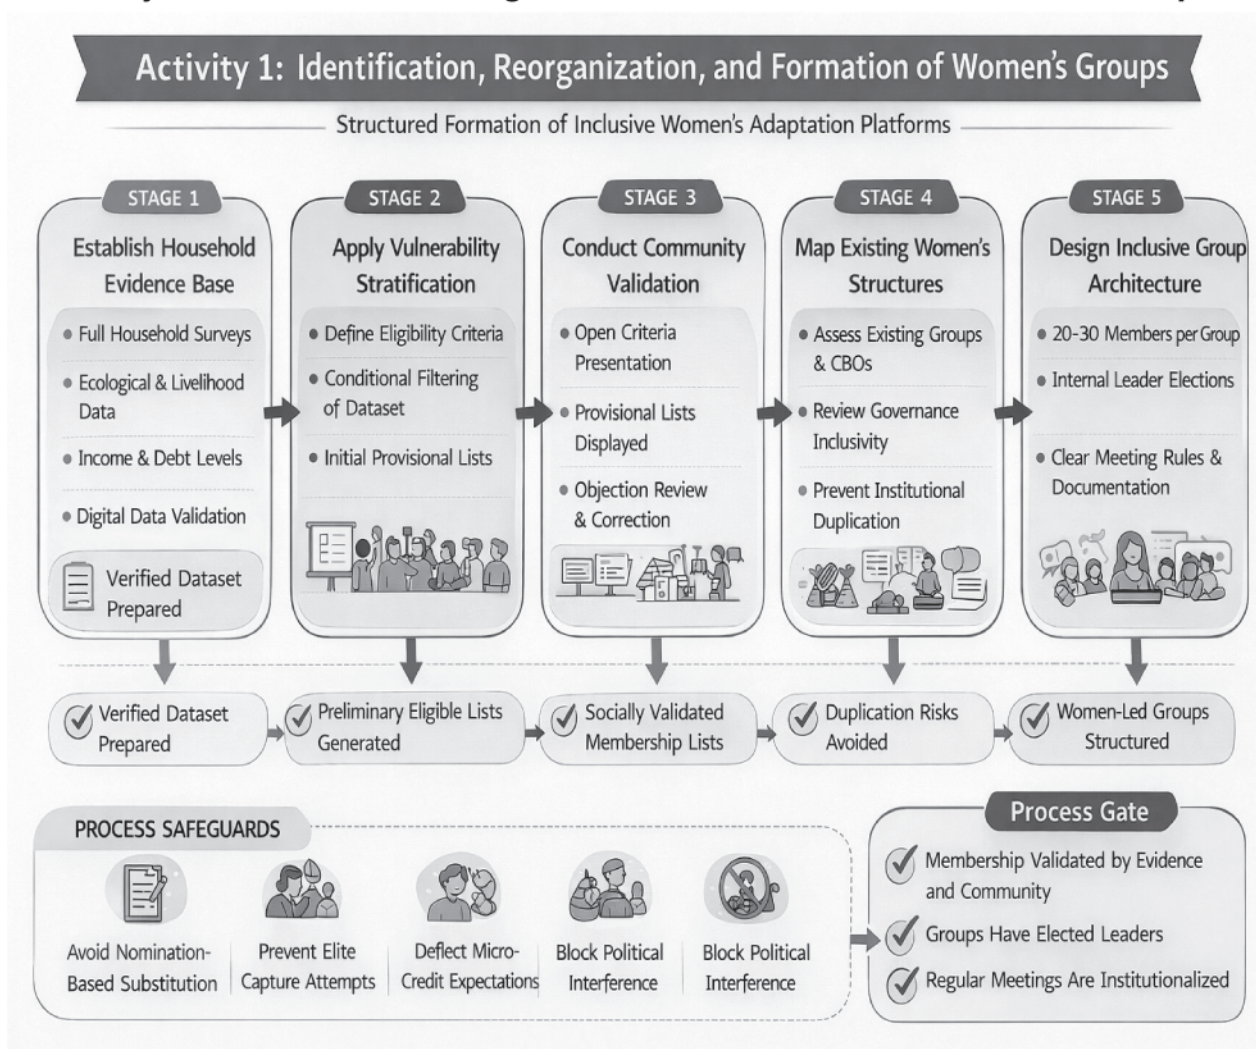 Activity 1: Identification, Reorganization, and Formation of Women's Groups
Structured Formation of Inclusive Women's Adaptation Platforms
STAGE 1
Establish Household
Evidence Base
• Full Household Surveys
• Ecological & Livelihood
Data
• Income & Debt Levels
• Digital Data Validation
Verified Dataset
Prepared
STAGE 2
Apply Vulnerability
Stratification
• Define Eligibility Criteria
• Conditional Filtering
of Dataset
• Initial Provisional Lists
STAGE 3
Conduct Community
Validation
• Open Criteria
Presentation
• Provisional Lists
Displayed
• Objection Review
& Correction
STAGE 4
Map Existing Women's
Structures
• Assess Existing Groups
& CBOs
• Review Governance
Inclusivity
• Prevent Institutional
Duplication
STAGE 5
Design Inclusive Group
Architecture
• 20-30 Members per Group
• Internal Leader Elections
• Clear Meeting Rules &
Documentation
Verified Dataset
Prepared
Preliminary Eligible Lists
Generated
Socially Validated
Membership Lists
Duplication Risks
Avoided
Women-Led Groups
Structured
PROCESS SAFEGUARDS
Avoid Nomination-
Based Substitution
Prevent Elite
Capture Attempts
Deflect Micro-
Credit Expectations
Block Political
Interference
Block Political
Interference
Process Gate
Membership Validated by Evidence
and Community
Groups Have Elected Leaders
Regular Meetings Are Institutionalized